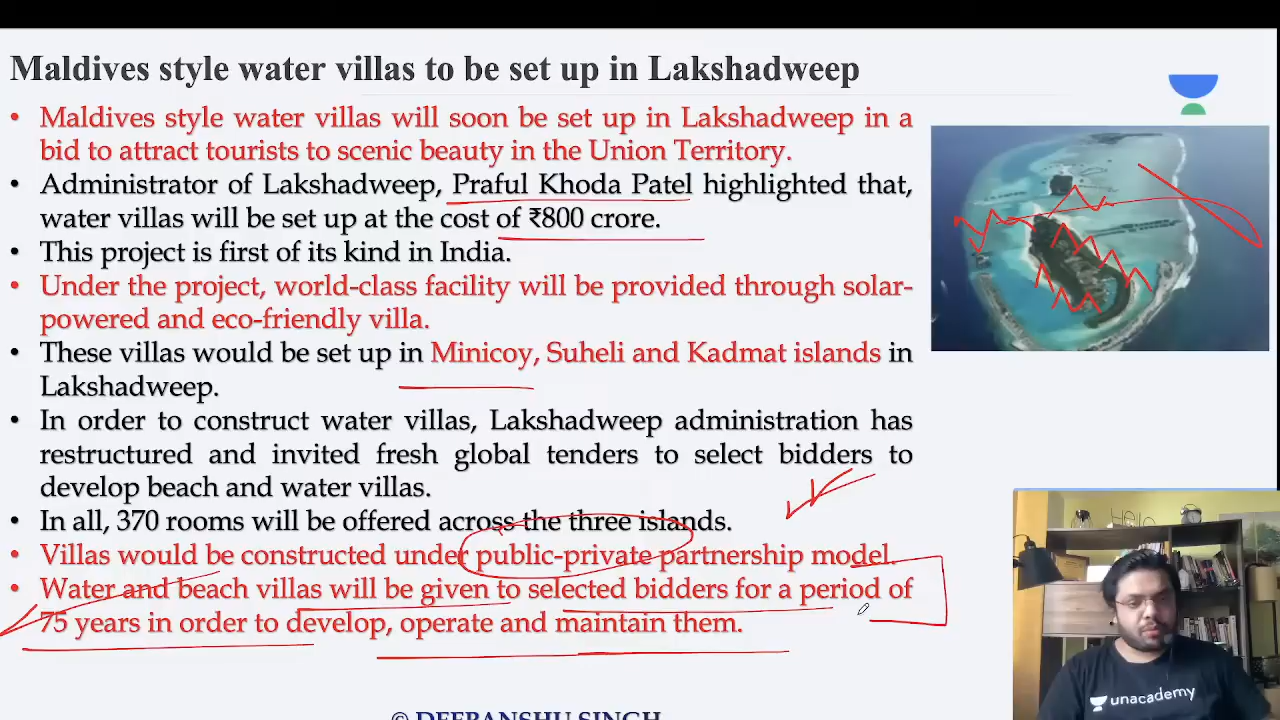 Maldives style water villas to be set up in Lakshadweep
• Maldives style water villas will soon be set up in Lakshadweep in a
bid to attract tourists to scenic beauty in the Union Territory.
• Administrator of Lakshadweep, Praful Khoda Patel highlighted that,
water villas will be set up at the cost of ₹800 crore.
• This project is first of its kind in India.
• Under the project, world-class facility will be provided through solar-
powered and eco-friendly villa.
• These villas would be set up in Minicoy, Suheli and Kadmat islands in
Lakshadweep.
• In order to construct water villas, Lakshadweep administration has
restructured and invited fresh global tenders to select bidders to
develop beach and water villas.
• In all, 370 rooms will be offered across the three islands.
• Villas would be constructed under public-private partnership model.
• Water and beach villas will be given to selected bidders for a period of
75 years in order to develop, operate and maintain them.
© DEEPANSHU SINGH
unacademy